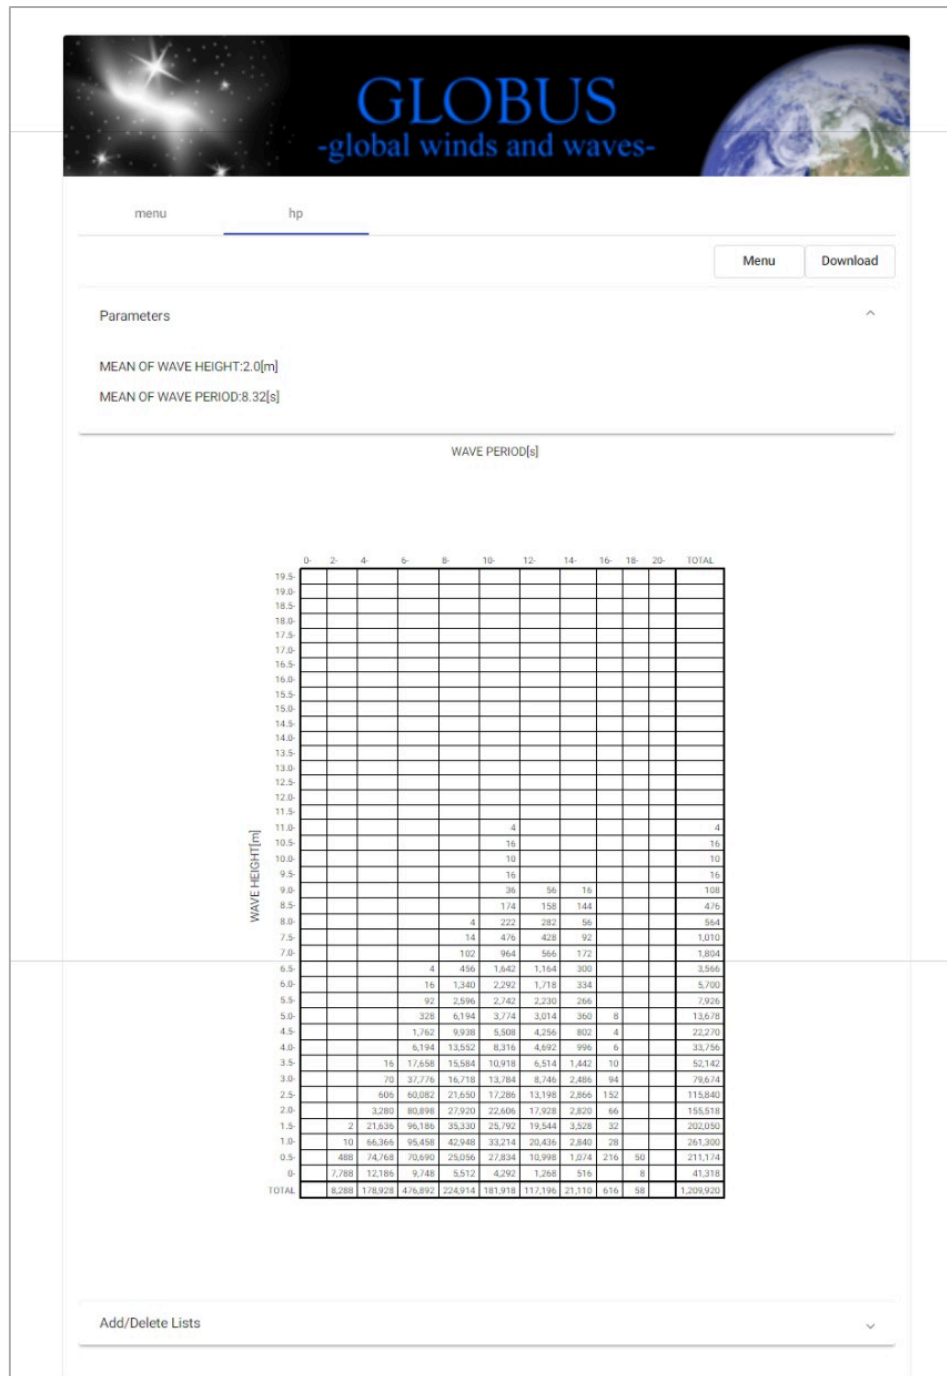 GLOBUS
-global winds and waves-
menu hp
Menu Download
Parameters
MEAN OF WAVE HEIGHT:2.0[m]
MEAN OF WAVE PERIOD:8.32[s]
WAVE PERIOD[s]
0- 2- 4- 6- 8- 10- 12- 14- 16- 18- 20- TOTAL
19.5-
19.0-
18.5-
18.0-
17.5-
17.0-
16.5-
16.0-
15.5-
15.0-
14.5-
14.0-
13.5-
13.0-
12.5-
12.0-
11.5-
WAVE HEIGHT[m]
11.0- 4 4
10.5- 16 16
10.0- 10 10
9.5- 16 16
9.0- 36 56 16 108
8.5- 174 158 144 476
8.0- 4 222 282 56 564
7.5- 14 476 428 92 1,010
7.0- 102 964 566 172 1,804
6.5- 4 456 1,642 1,164 300 3,566
6.0- 16 1,340 2,292 1,718 334 5,700
5.5- 92 2,596 2,742 2,230 266 7,926
5.0- 328 6,194 3,774 3,014 360 8 13,678
4.5- 1,762 9,938 5,508 4,256 802 4 22,270
4.0- 6,194 13,552 8,316 4,692 996 6 33,756
3.5- 16 17,658 15,584 10,918 6,514 1,442 10 52,142
3.0- 70 37,776 16,718 13,784 8,746 2,486 94 79,674
2.5- 606 60,082 21,650 17,286 13,198 2,866 152 115,840
2.0- 3,280 80,898 27,920 22,606 17,928 2,820 66 155,518
1.5- 2 21,636 96,186 35,330 25,792 19,544 3,528 32 202,050
1.0- 10 66,366 95,458 42,948 33,214 20,436 2,840 28 261,300
0.5- 488 74,768 70,690 25,056 27,834 10,998 1,074 216 50 211,174
0- 7,788 12,186 9,748 5,512 4,292 1,268 516 8 41,318
TOTAL 8,288 178,928 476,892 224,914 181,918 117,196 21,110 616 58 1,209,920
Add/Delete Lists